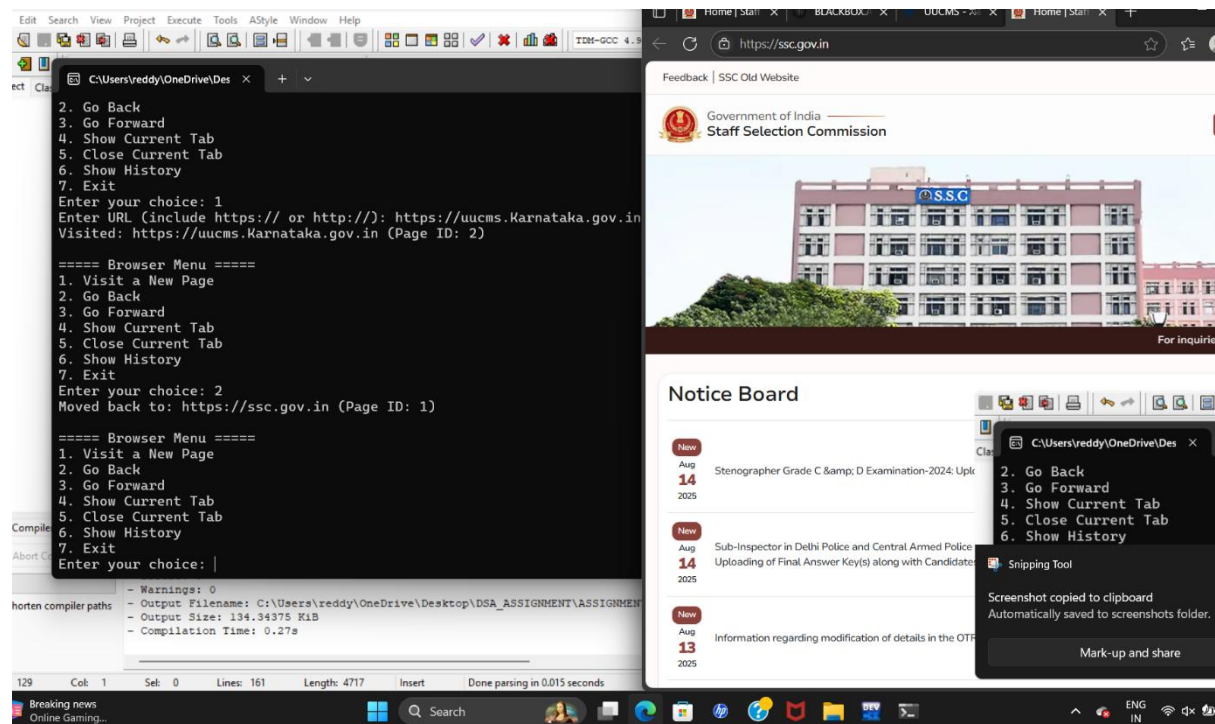 Edit Search View Project Execute Tools AStyle Window Help
TDM-GCC 4.9
C:\Users\reddy\OneDrive\Des
2. Go Back
3. Go Forward
4. Show Current Tab
5. Close Current Tab
6. Show History
7. Exit
Enter your choice: 1
Enter URL (include https:// or http://): https://uucms.Karnataka.gov.in
Visited: https://uucms.Karnataka.gov.in (Page ID: 2)
===== Browser Menu =====
1. Visit a New Page
2. Go Back
3. Go Forward
4. Show Current Tab
5. Close Current Tab
6. Show History
7. Exit
Enter your choice: 2
Moved back to: https://ssc.gov.in (Page ID: 1)
===== Browser Menu =====
1. Visit a New Page
2. Go Back
3. Go Forward
4. Show Current Tab
5. Close Current Tab
6. Show History
7. Exit
Enter your choice:
Compile
Abort Co
horten compiler paths
- Warnings: 0
- Output Filename: C:\Users\reddy\OneDrive\Desktop\DSA_ASSIGNMENT\ASSIGNMEN
- Output Size: 134.34375 KiB
- Compilation Time: 0.27s
129 Col: 1 Sel: 0 Lines: 161 Length: 4717 Insert Done parsing in 0.015 seconds
Home | Staff BLACKBOX UUCMS - Home | Staff
https://ssc.gov.in
Feedback | SSC Old Website
Government of India
Staff Selection Commission
S.S.C
For inquirie
Notice Board
New
Aug
14
2025
Stenographer Grade C &amp; D Examination-2024: Uplo
New
Aug
14
2025
Sub-Inspector in Delhi Police and Central Armed Police
Uploading of Final Answer Key(s) along with Candidate
New
Aug
13
2025
Information regarding modification of details in the OTR
C:\Users\reddy\OneDrive\Des
2. Go Back
3. Go Forward
4. Show Current Tab
5. Close Current Tab
6. Show History
Snipping Tool
Screenshot copied to clipboard
Automatically saved to screenshots folder.
Mark-up and share
Breaking news
Online Gaming...
Search
DEV
ENG
IN